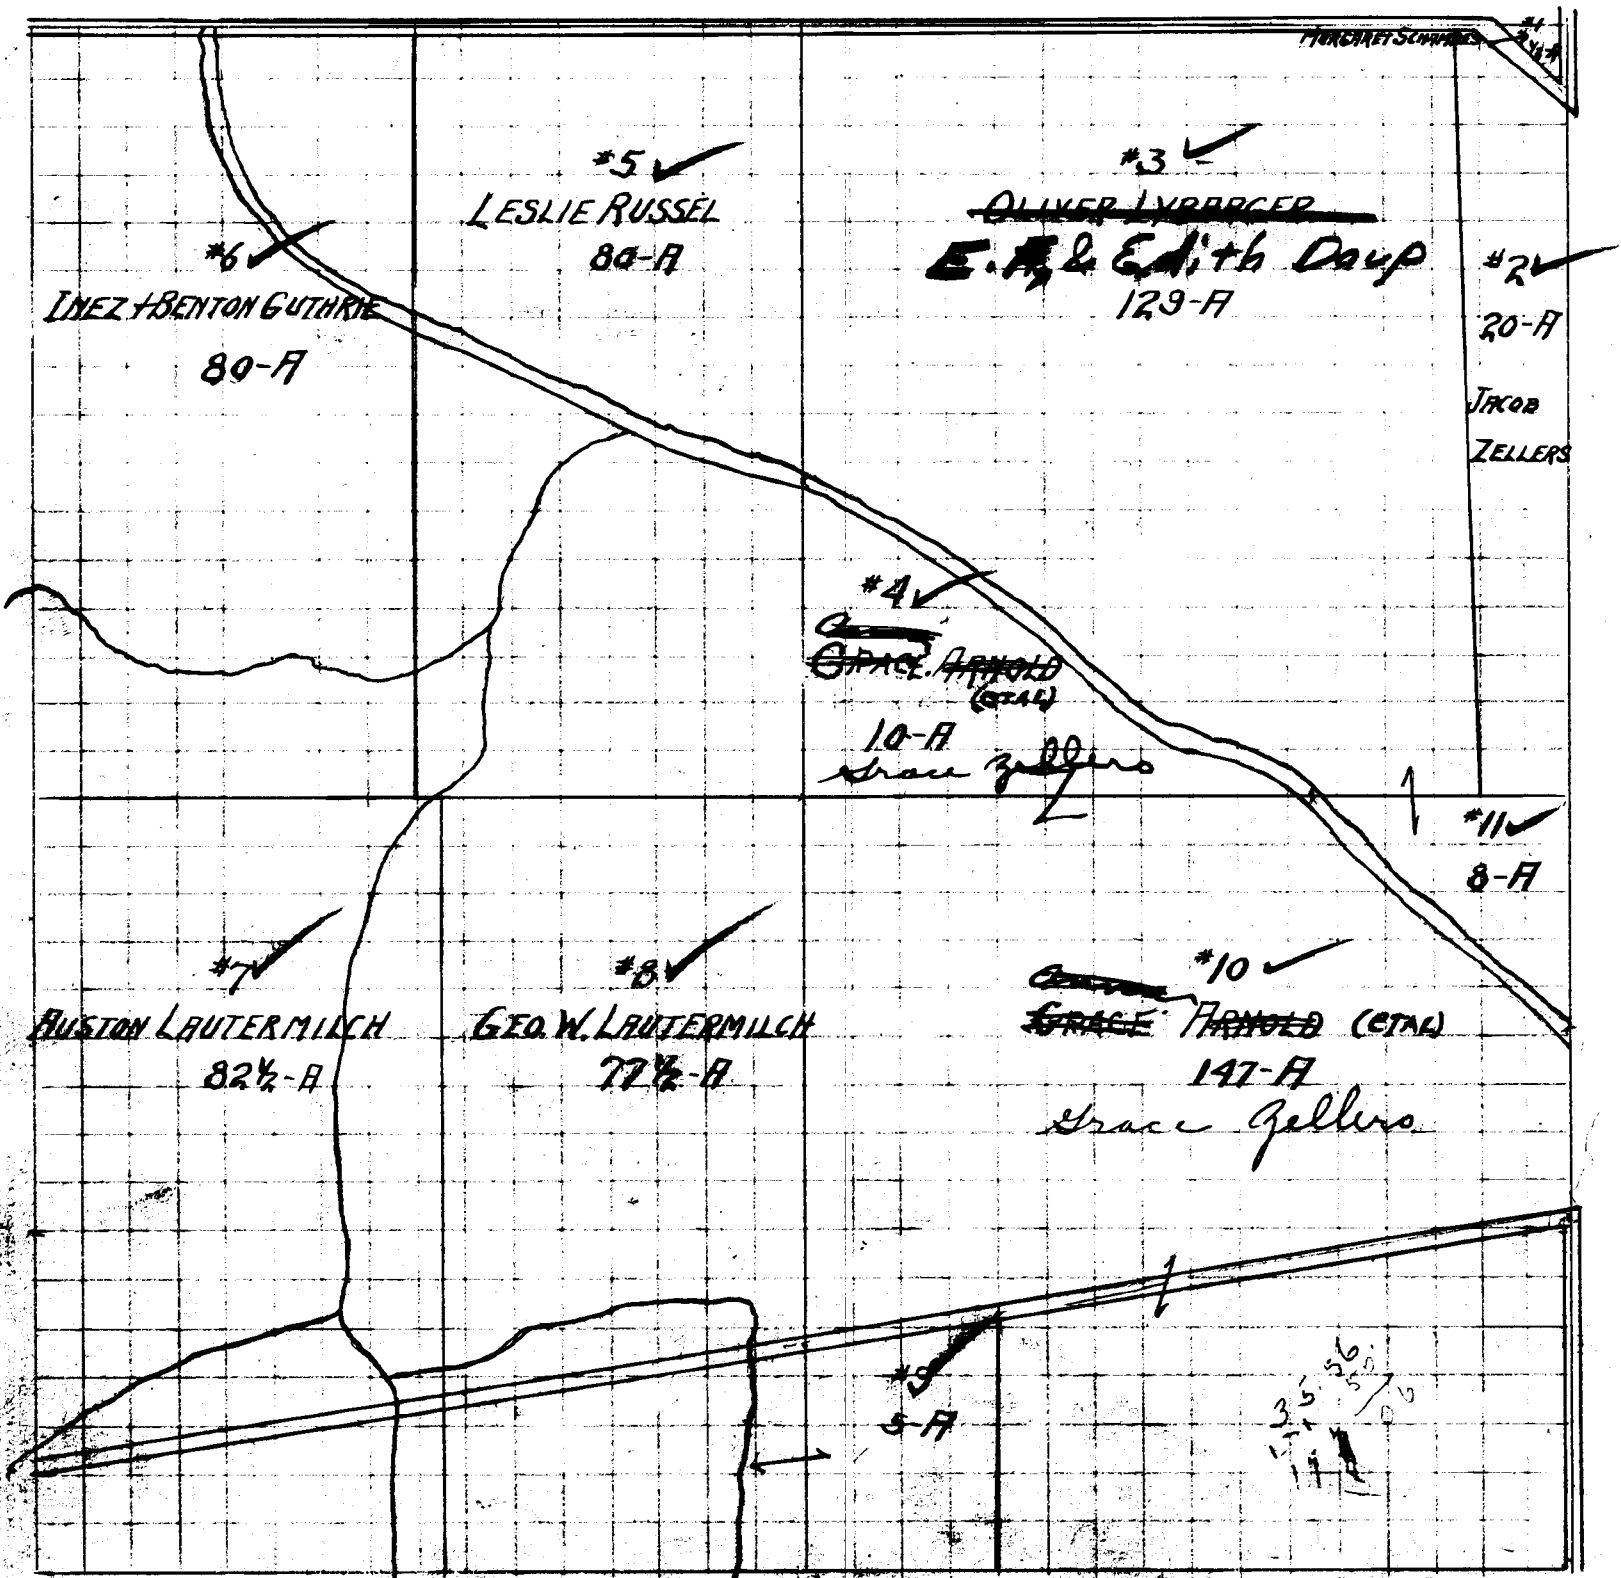 MARGARET SCHAMBES
#1
#5
LESLIE RUSSEL
80-A
#3
OLIVER LYBARGER
E. & Edith Daup
129-A
#2
20-A
JACOB
ZELLERS
#6
INEZ + BENTON GUTHRIE
80-A
#4
GRACE. ARNOLD
(ETAL)
10-A
Grace Zellers
#11
8-A
#7
AUSTON LAUTERMILCH
82½-A
#8
GEO. W. LAUTERMILCH
77½-A
#10
GRACE ARNOLD (ETAL)
147-A
Grace Zellers
#9
5-A